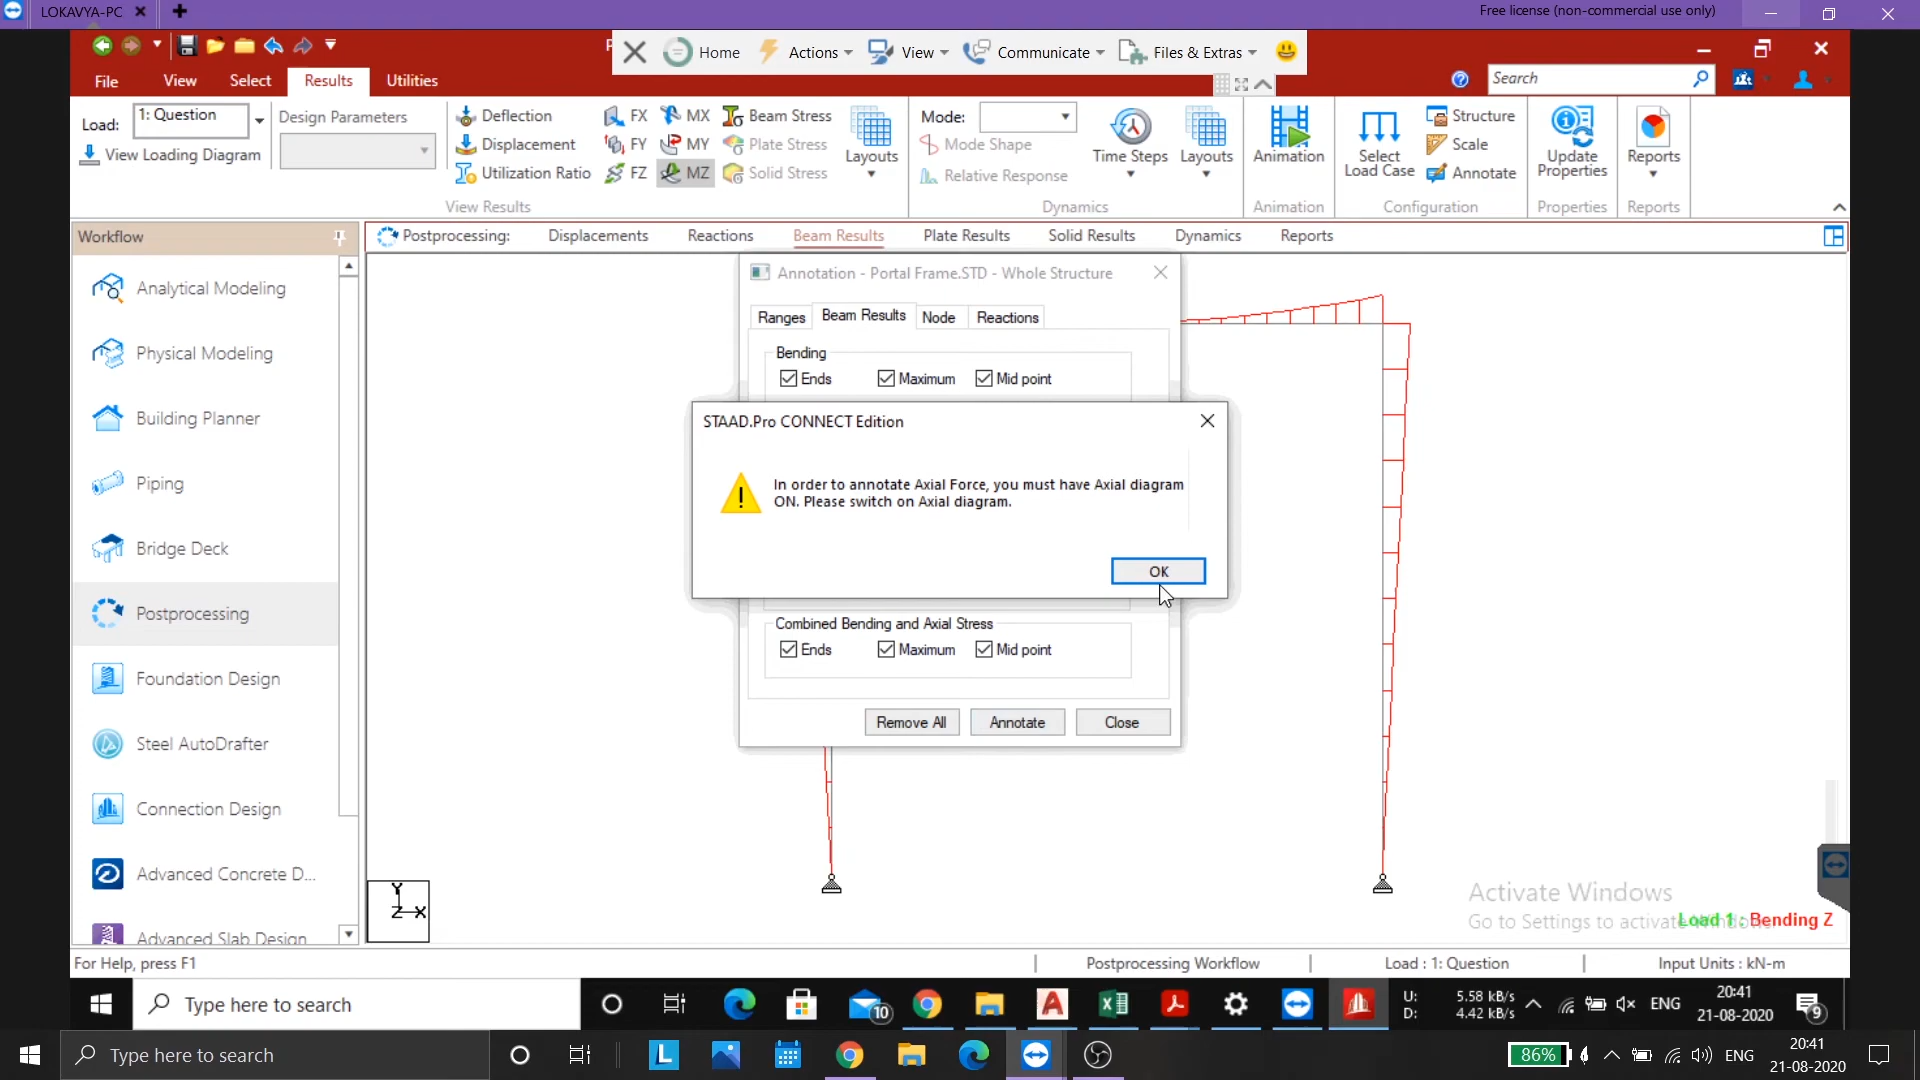 LOKAVYA-PC
Free license (non-commercial use only)
Home
Actions
View
Communicate
Files & Extras
File
View
Select
Results
Utilities
Search
Load:
1: Question
View Loading Diagram
Design Parameters
Deflection
Displacement
Utilization Ratio
FX
FY
FZ
MX
MY
MZ
Beam Stress
Plate Stress
Solid Stress
Layouts
View Results
Mode:
Mode Shape
Relative Response
Time Steps
Layouts
Dynamics
Animation
Animation
Select
Load Case
Structure
Scale
Annotate
Configuration
Update
Properties
Properties
Reports
Reports
Workflow
Postprocessing:
Displacements
Reactions
Beam Results
Plate Results
Solid Results
Dynamics
Reports
Analytical Modeling
Physical Modeling
Building Planner
Piping
Bridge Deck
Postprocessing
Foundation Design
Steel AutoDrafter
Connection Design
Advanced Concrete D...
Advanced Slab Design
Annotation - Portal Frame.STD - Whole Structure
Ranges
Beam Results
Node
Reactions
Bending
Ends
Maximum
Mid point
STAAD.Pro CONNECT Edition
In order to annotate Axial Force, you must have Axial diagram
ON. Please switch on Axial diagram.
OK
Combined Bending and Axial Stress
Ends
Maximum
Mid point
Remove All
Annotate
Close
Y
Z
X
Activate Windows
Go to Settings to activate Windows.
Load 1 : Bending Z
For Help, press F1
Postprocessing Workflow
Load : 1: Question
Input Units : kN-m
Type here to search
10
U:
D:
5.58 kB/s
4.42 kB/s
ENG
20:41
21-08-2020
9
Type here to search
L
86%
ENG
20:41
21-08-2020